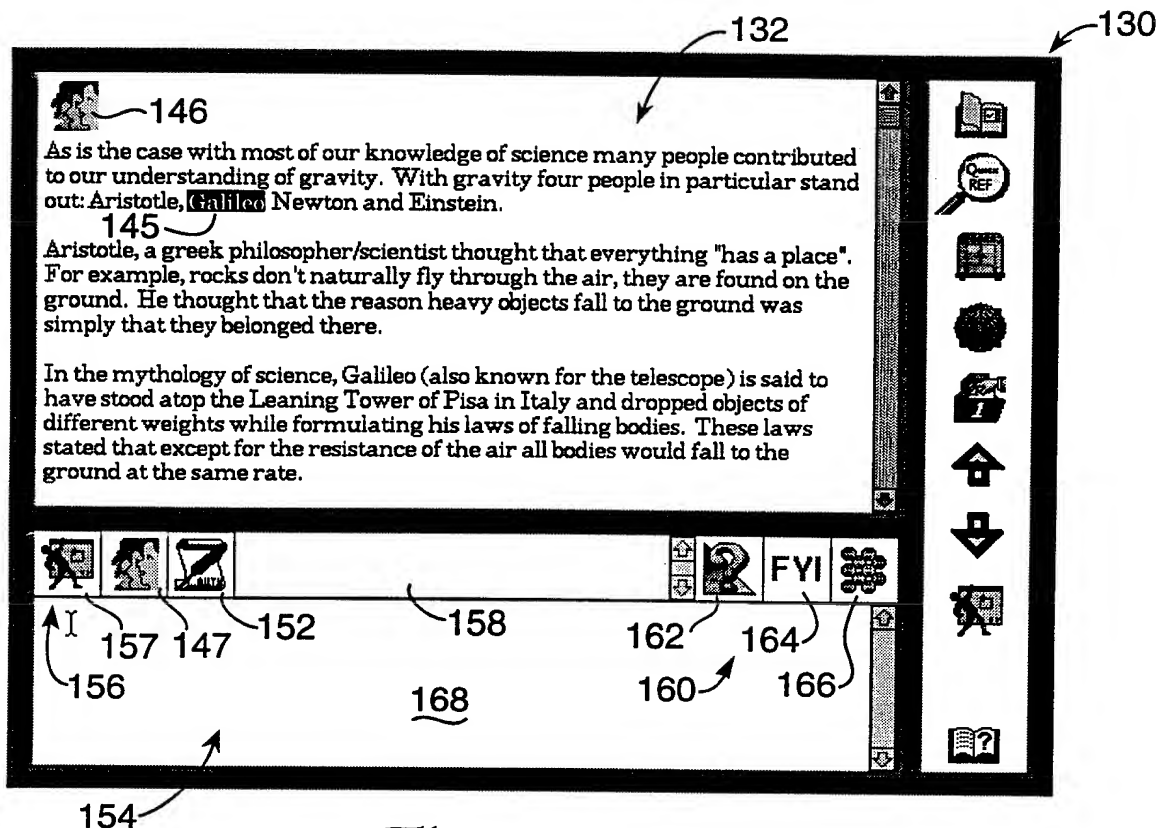 132
130
146
As is the case with most of our knowledge of science many people contributed
to our understanding of gravity. With gravity four people in particular stand
out: Aristotle, Galileo Newton and Einstein.
145
Aristotle, a greek philosopher/scientist thought that everything "has a place".
For example, rocks don't naturally fly through the air, they are found on the
ground. He thought that the reason heavy objects fall to the ground was
simply that they belonged there.
In the mythology of science, Galileo (also known for the telescope) is said to
have stood atop the Leaning Tower of Pisa in Italy and dropped objects of
different weights while formulating his laws of falling bodies. These laws
stated that except for the resistance of the air all bodies would fall to the
ground at the same rate.
QUICK
REF
1
FYI
157 147 152 158 162 164
156 160 166
168
?
154